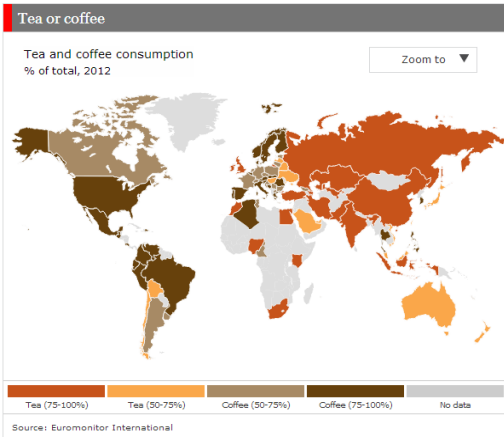 Tea or coffee
Tea and coffee consumption
% of total, 2012
Zoom to
Tea (75-100%)
Tea (50-75%)
Coffee (50-75%)
Coffee (75-100%)
No data
Source: Euromonitor International